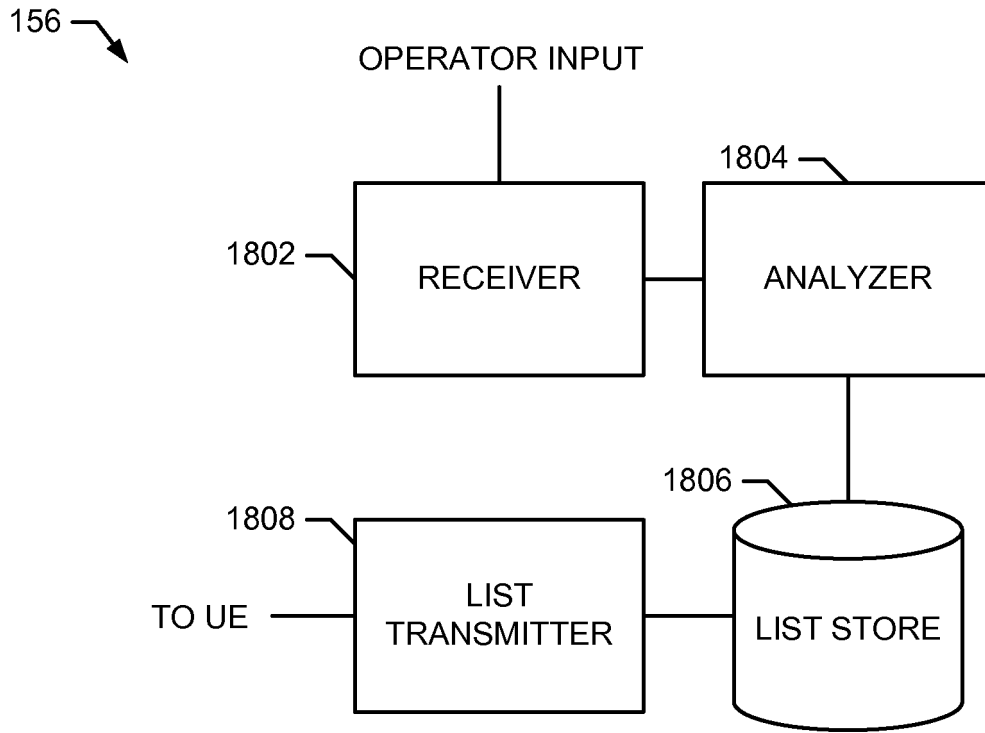 156
OPERATOR INPUT
1804
1802
RECEIVER
ANALYZER
1806
1808
LIST
TRANSMITTER
TO UE
LIST STORE